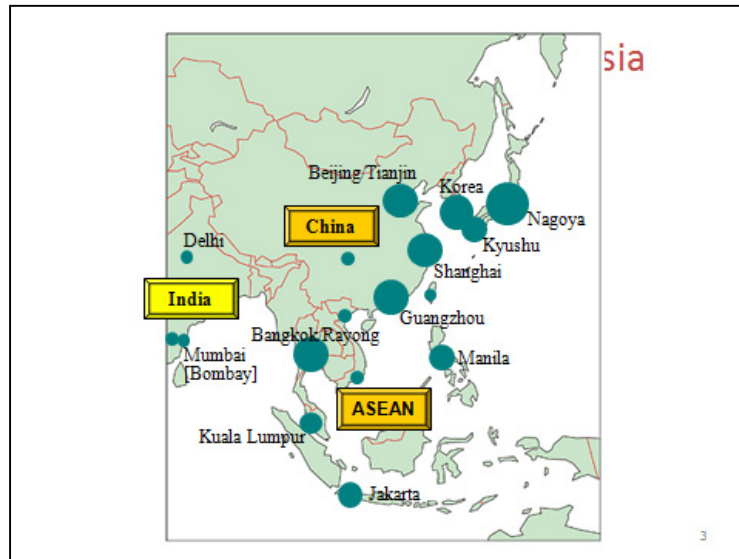 sia
Beijing/Tianjin
Korea
Nagoya
China
Kyushu
Delhi
Shanghai
India
Guangzhou
Bangkok/Rayong
Mumbai
[Bombay]
Manila
ASEAN
Kuala Lumpur
Jakarta
3